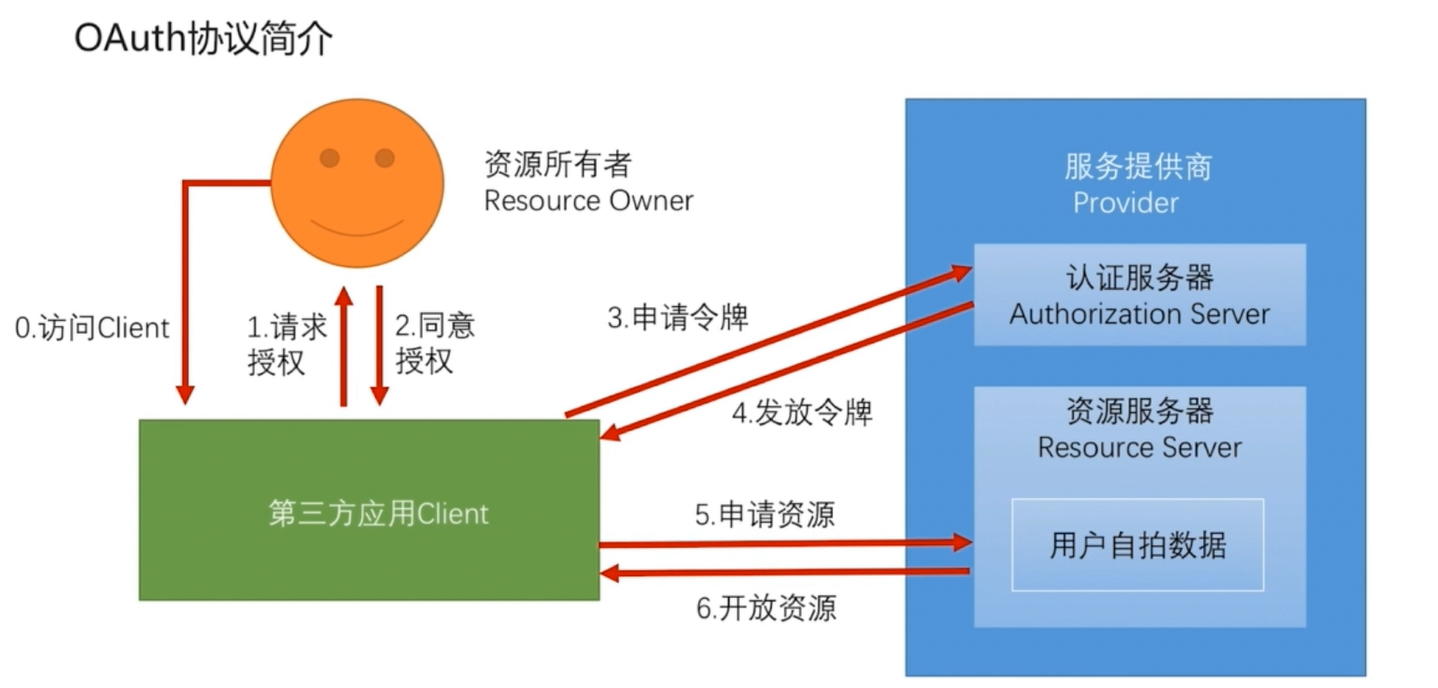 OAuth协议简介
资源所有者
Resource Owner
服务提供商
Provider
认证服务器
Authorization Server
0.访问Client
1.请求
授权
2.同意
授权
3.申请令牌
4.发放令牌
资源服务器
Resource Server
第三方应用Client
5.申请资源
用户自拍数据
6.开放资源